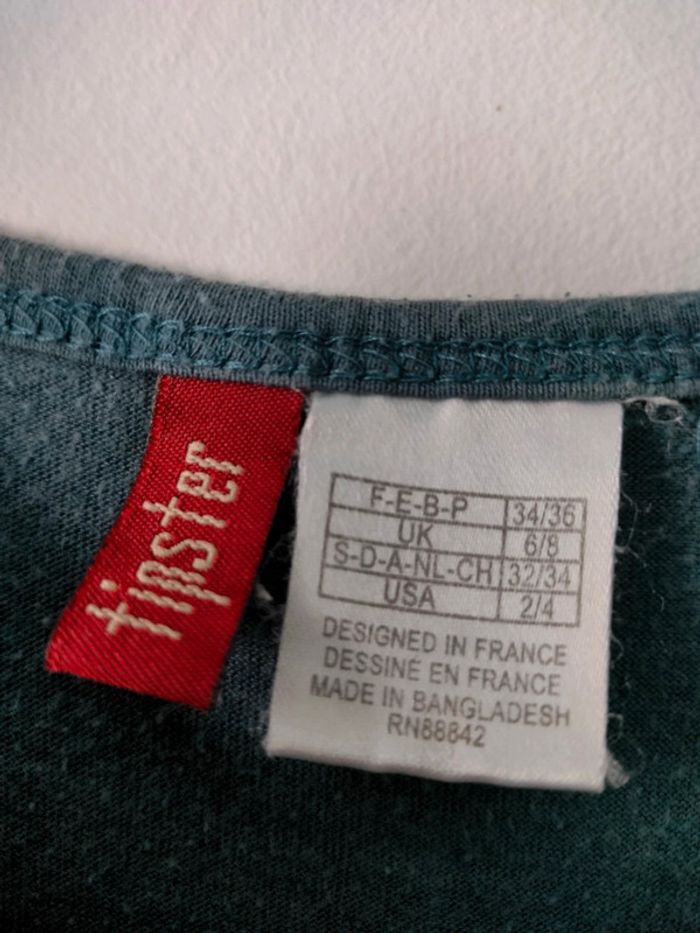 tipster
F-E-B-P 34/36
UK 6/8
S-D-A-NL-CH 32/34
USA 2/4
DESIGNED IN FRANCE
DESSINÉ EN FRANCE
MADE IN BANGLADESH
RN88842